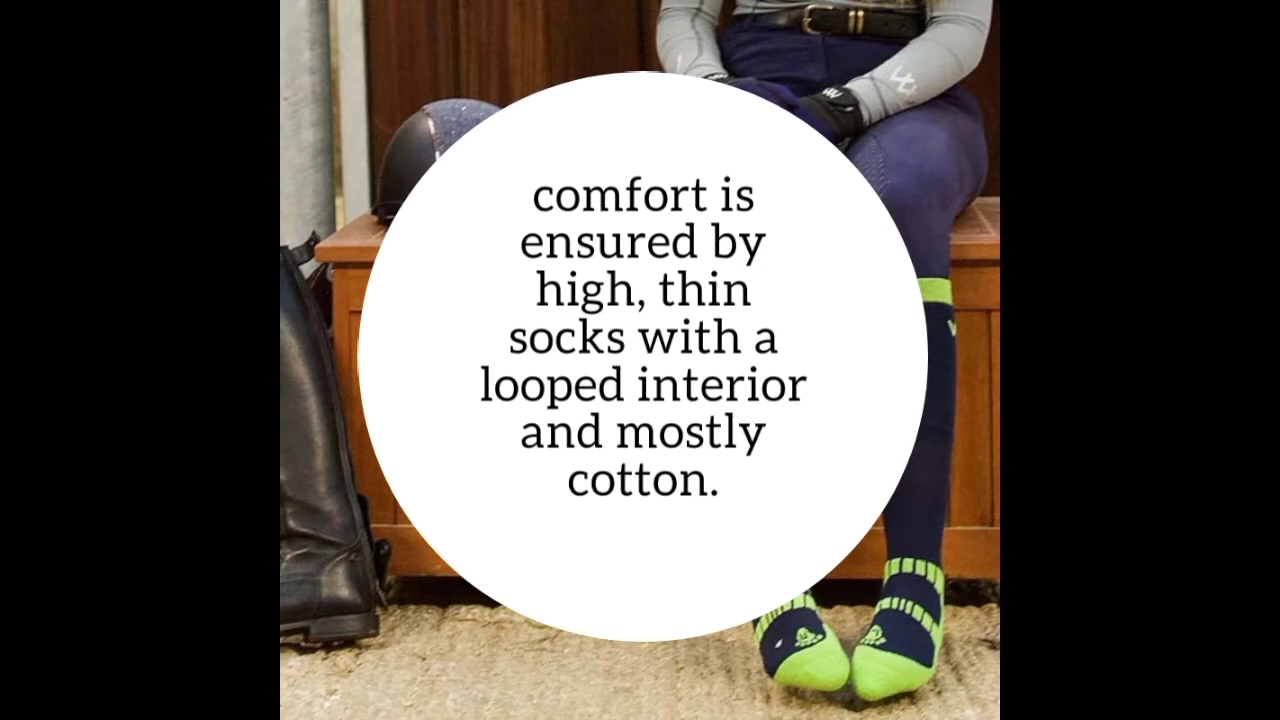 comfort is
ensured by
high, thin
socks with a
looped interior
and mostly
cotton.